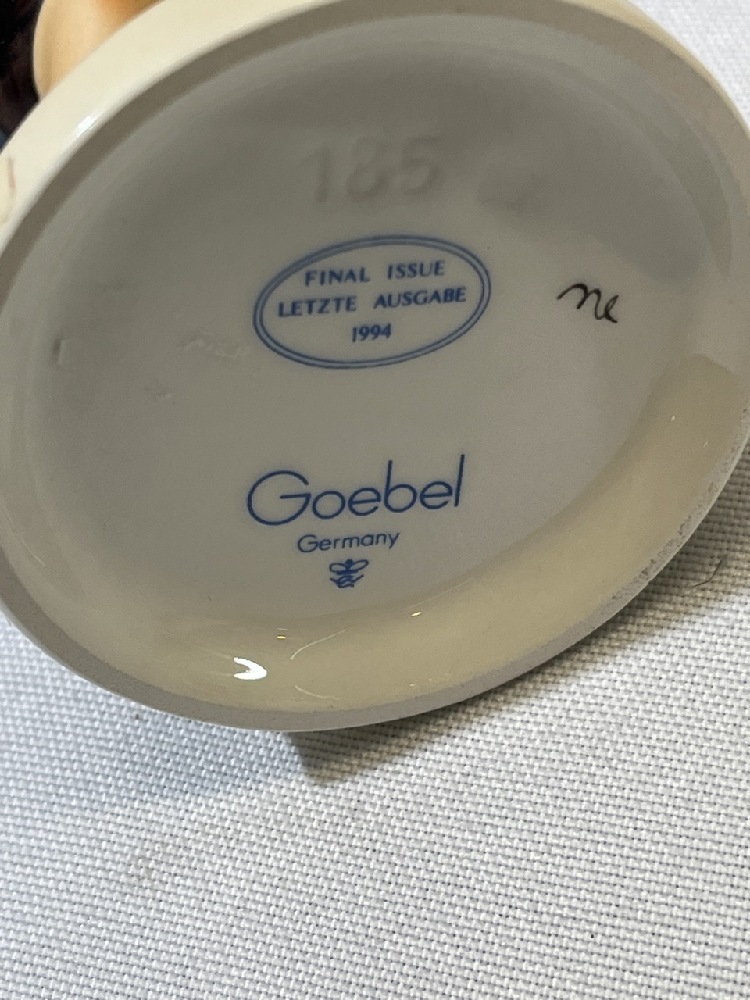 185
FINAL ISSUE
LETZTE AUSGABE
1994
ne
Goebel
Germany